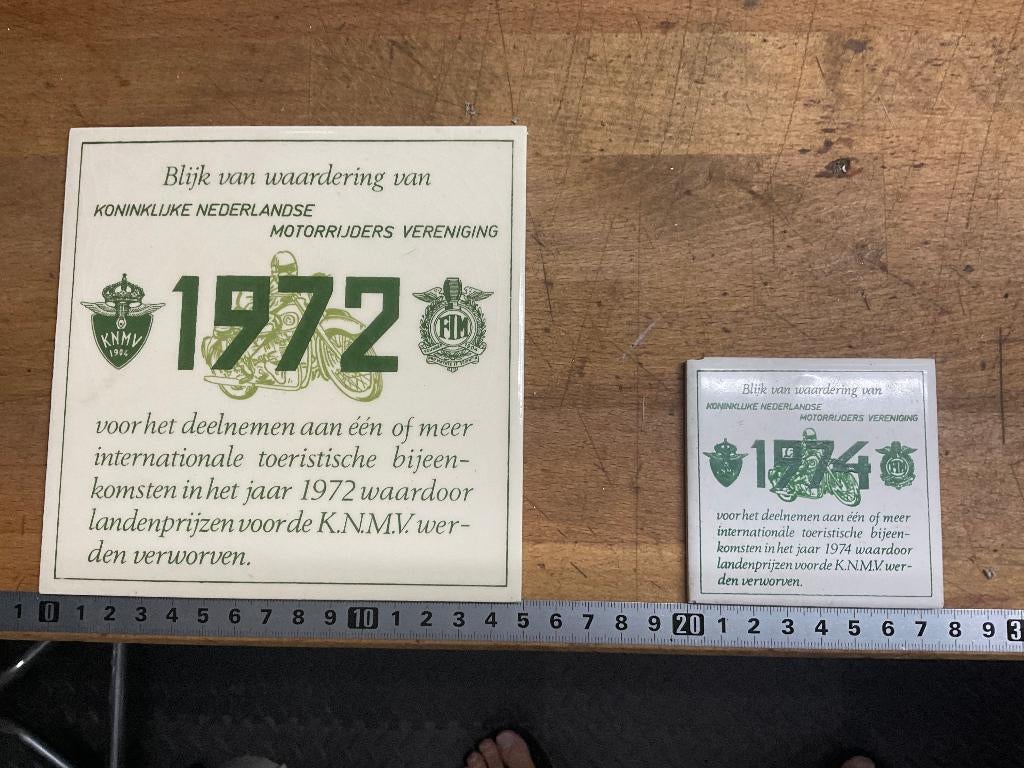 Blijk van waardering van
KONINKLIJKE NEDERLANDSE
MOTORRIJDERS VERENIGING
KNMV
1904
1972
FIM
voor het deelnemen aan één of meer
internationale toeristische bijeen-
komsten in het jaar 1972 waardoor
landenprijzen voor de K.N.M.V. wer-
den verworven.
Blijk van waardering van
KONINKLIJKE NEDERLANDSE
MOTORRIJDERS VERENIGING
1974
FIM
voor het deelnemen aan één of meer
internationale toeristische bijeen-
komsten in het jaar 1974 waardoor
landenprijzen voor de K.N.M.V. wer-
den verworven.
1 0 1 2 3 4 5 6 7 8 9 10 1 2 3 4 5 6 7 8 9 20 1 2 3 4 5 6 7 8 9 3